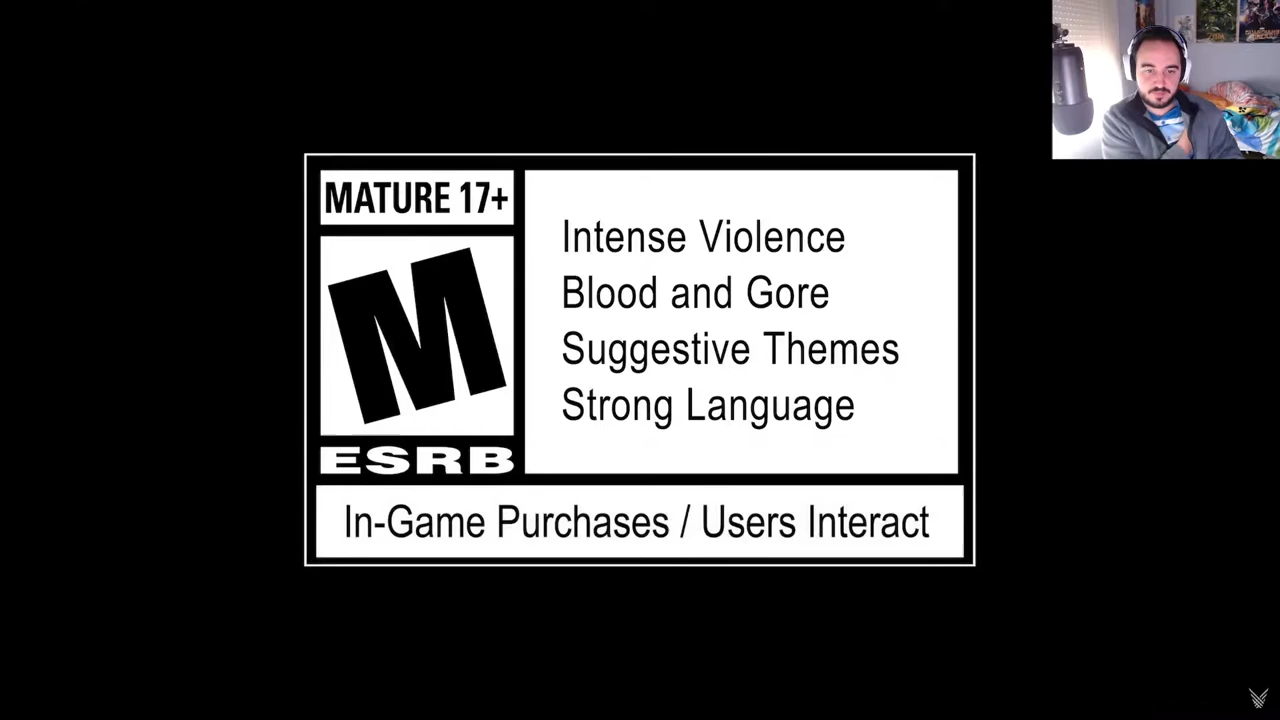 MATURE 17+
M
ESRB
Intense Violence
Blood and Gore
Suggestive Themes
Strong Language
In-Game Purchases / Users Interact